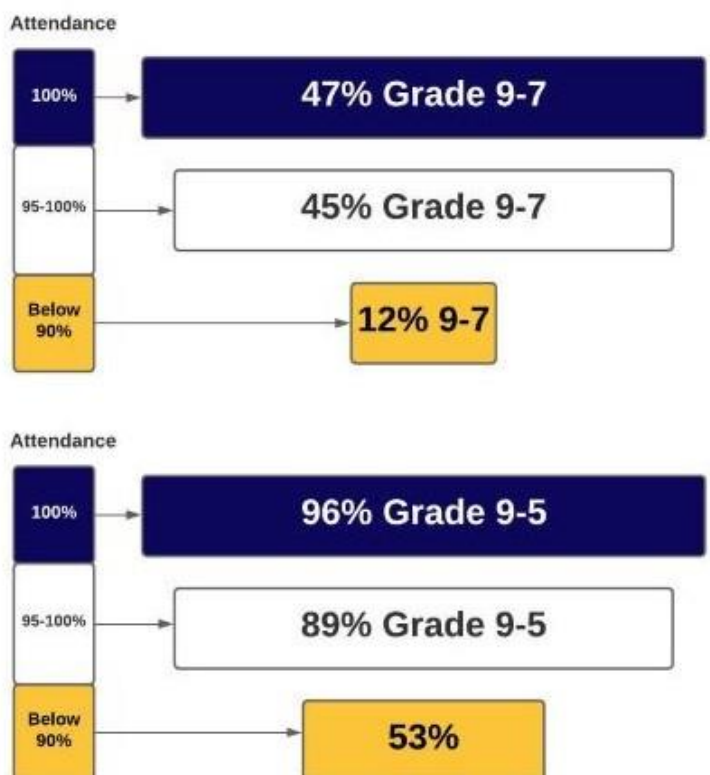 Attendance
100%
47% Grade 9-7
95-100%
45% Grade 9-7
Below
90%
12% 9-7
Attendance
100%
96% Grade 9-5
95-100%
89% Grade 9-5
Below
90%
53%